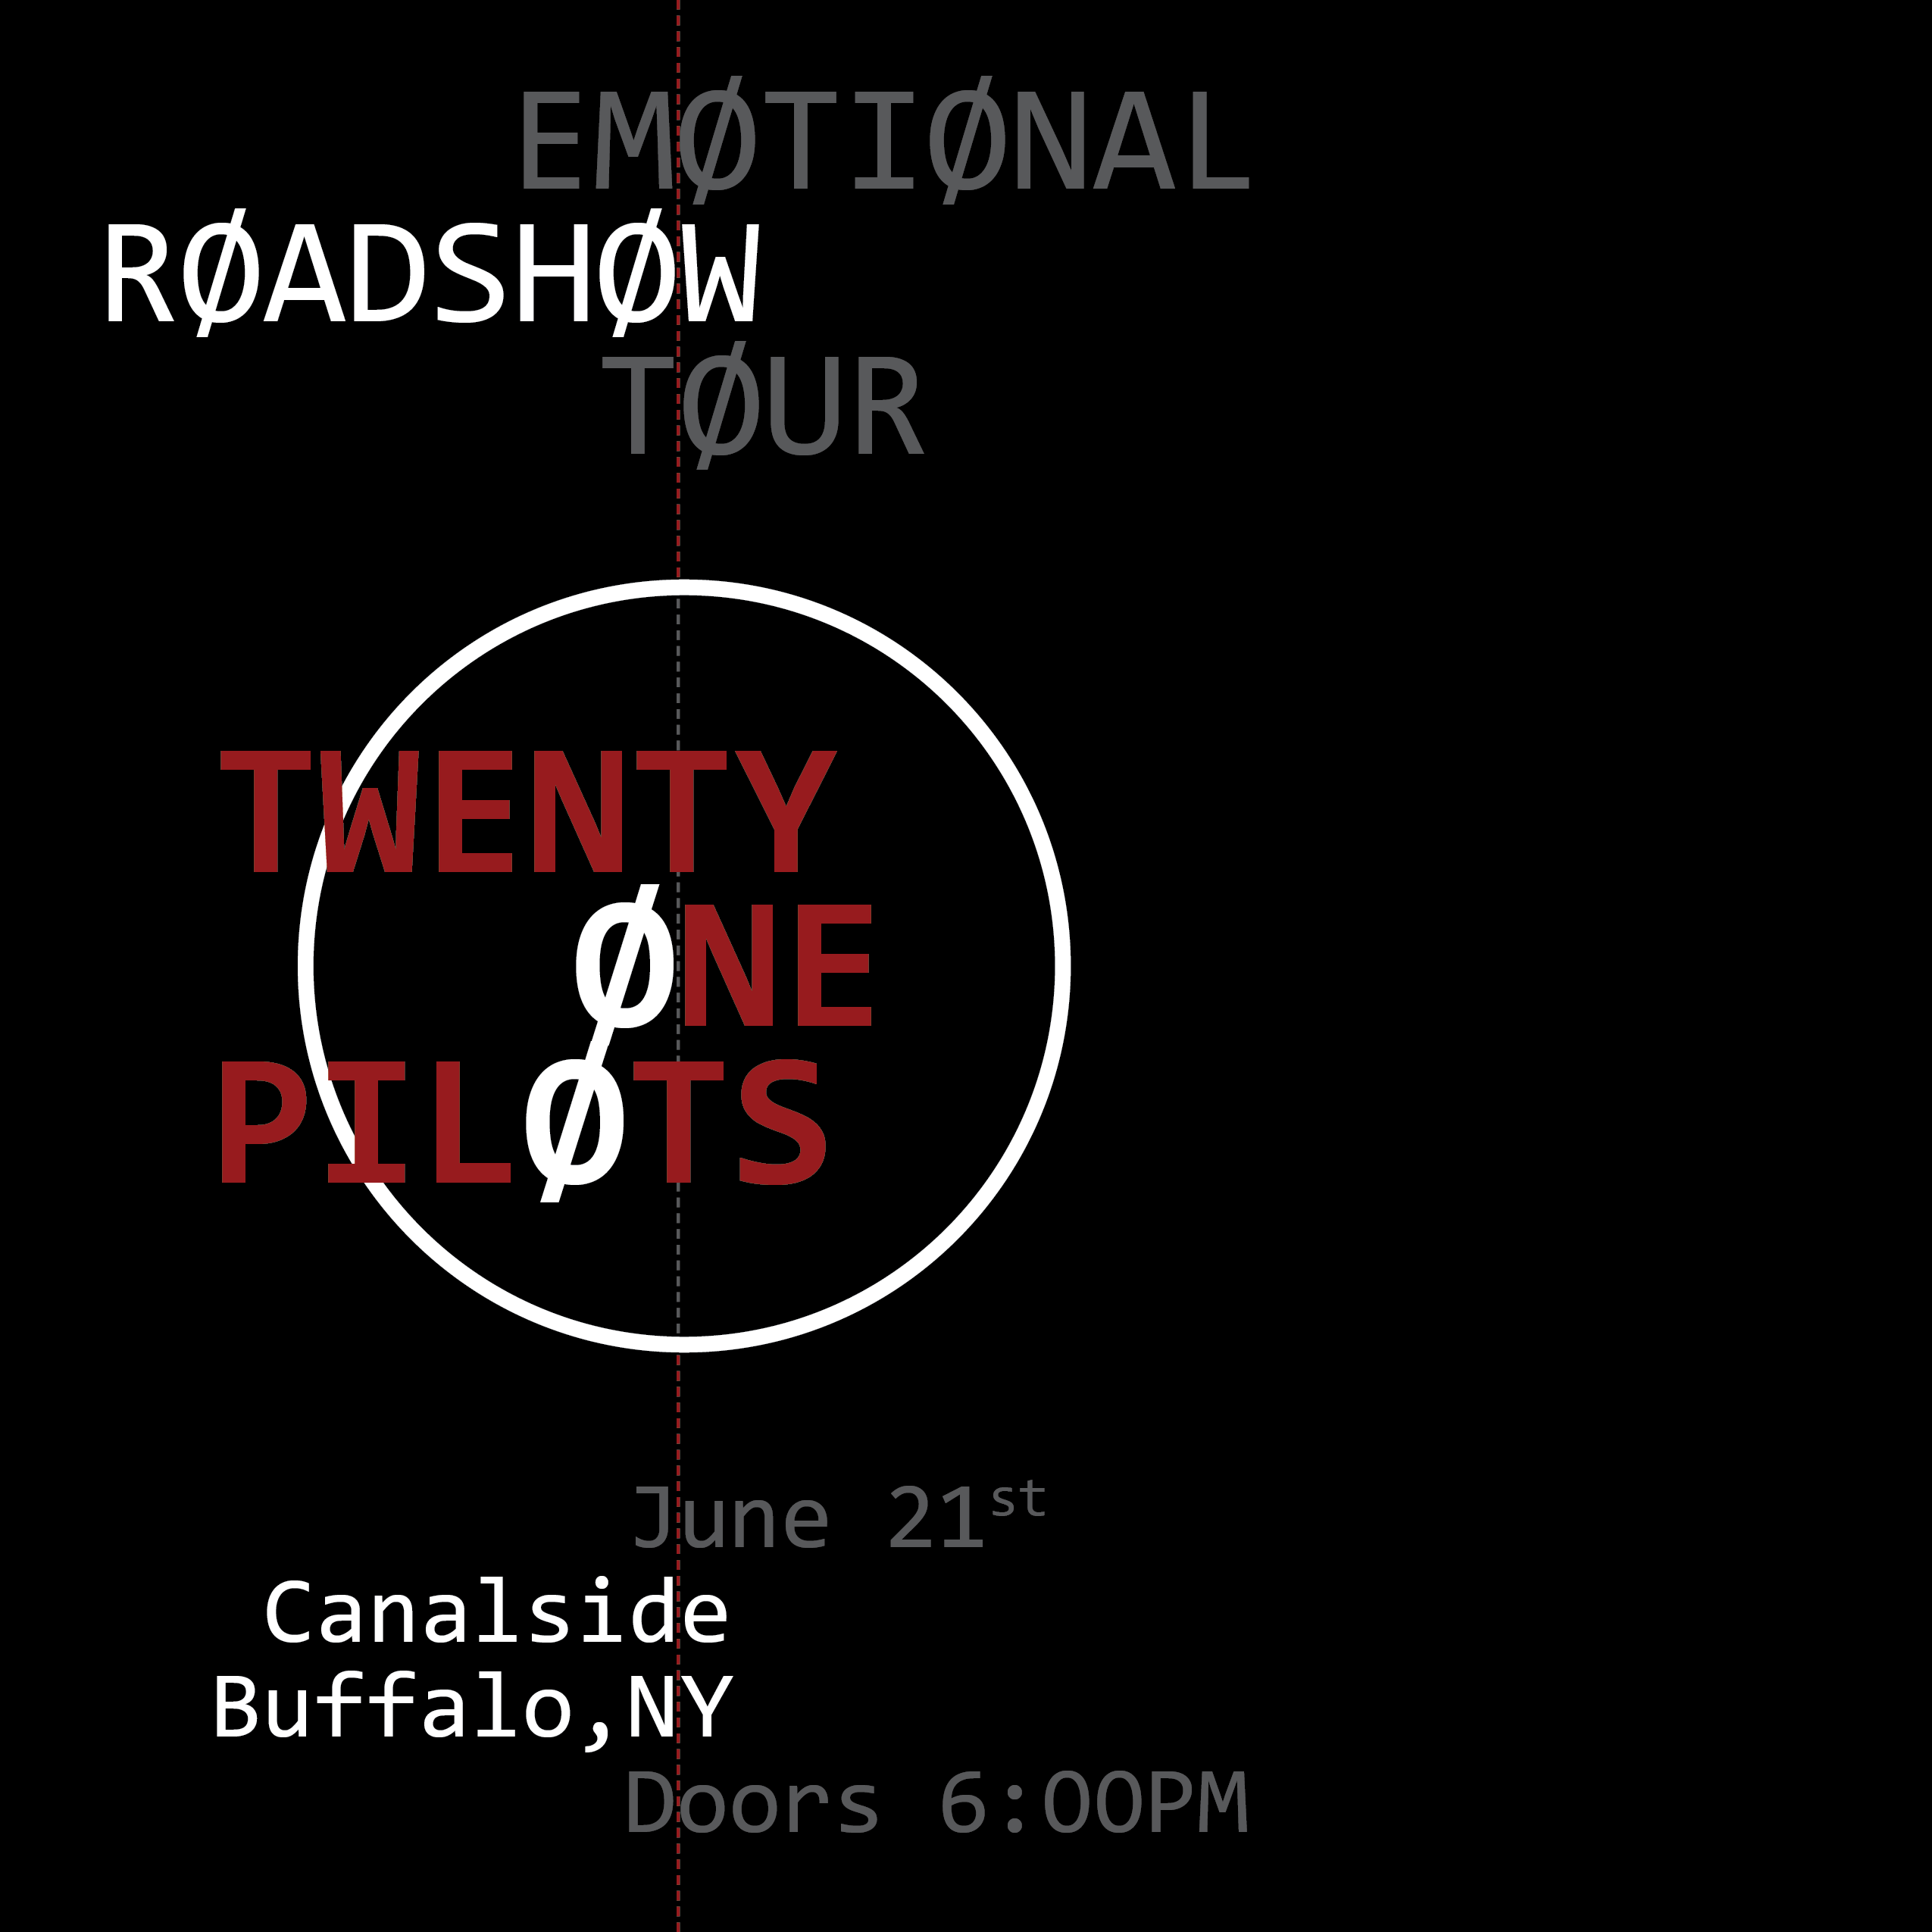 EMØTIØNAL
RØADSHØW
TØUR
TWENTY
ØNE
PILØTS
June 21st
Canalside
Buffalo,NY
Doors 6:00PM